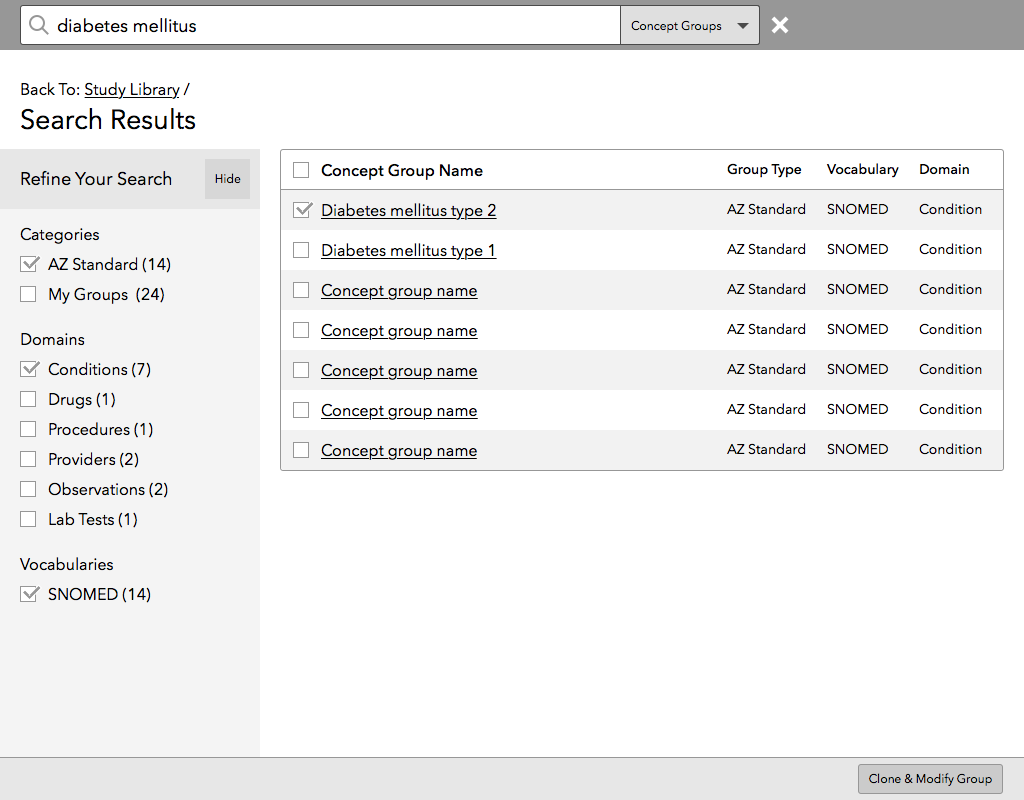 diabetes mellitus
Concept Groups
Back To: Study Library /
Search Results
Refine Your Search
Hide
Categories
AZ Standard (14)
My Groups (24)
Domains
Conditions (7)
Drugs (1)
Procedures (1)
Providers (2)
Observations (2)
Lab Tests (1)
Vocabularies
SNOMED (14)
Concept Group Name Group Type Vocabulary Domain
Diabetes mellitus type 2 AZ Standard SNOMED Condition
Diabetes mellitus type 1 AZ Standard SNOMED Condition
Concept group name AZ Standard SNOMED Condition
Concept group name AZ Standard SNOMED Condition
Concept group name AZ Standard SNOMED Condition
Concept group name AZ Standard SNOMED Condition
Concept group name AZ Standard SNOMED Condition
Clone & Modify Group